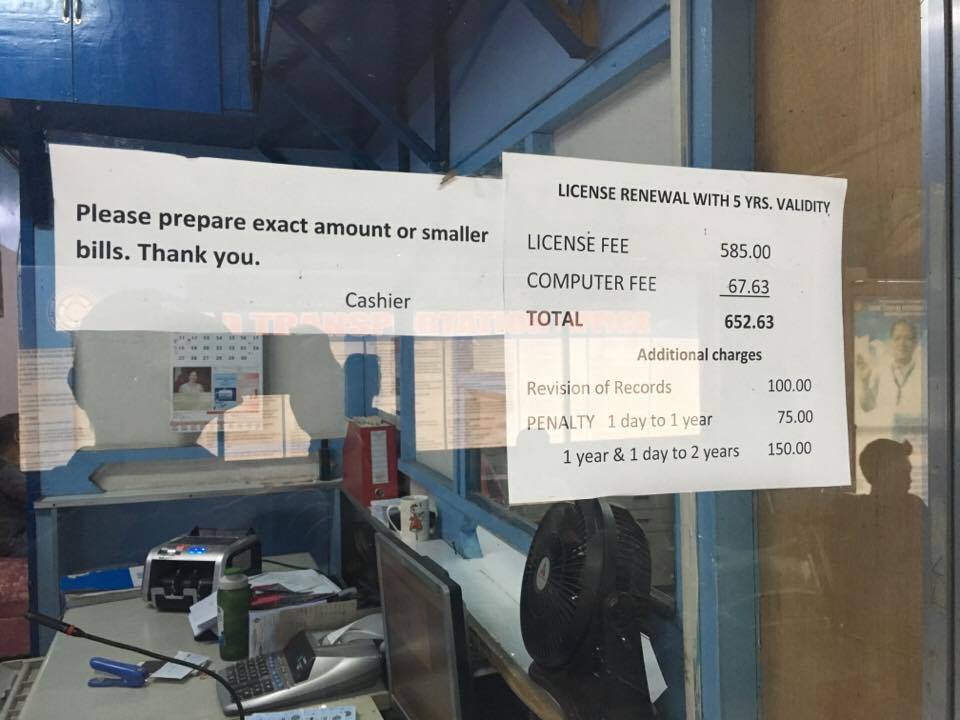 Please prepare exact amount or smaller
bills. Thank you.
Cashier
LICENSE RENEWAL WITH 5 YRS. VALIDITY
LICENSE FEE 585.00
COMPUTER FEE 67.63
TOTAL 652.63
Additional charges
Revision of Records 100.00
PENALTY 1 day to 1 year 75.00
1 year & 1 day to 2 years 150.00